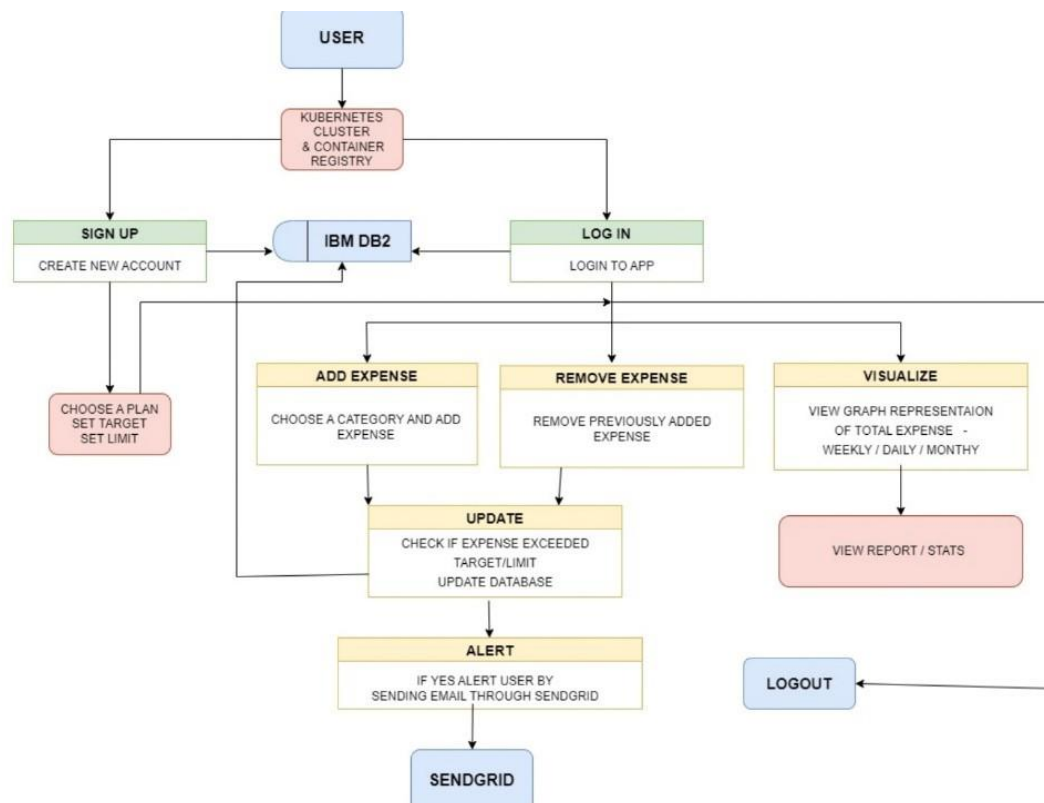 USER
KUBERNETES
CLUSTER
& CONTAINER
REGISTRY
SIGN UP
CREATE NEW ACCOUNT
IBM DB2
LOG IN
LOGIN TO APP
CHOOSE A PLAN
SET TARGET
SET LIMIT
ADD EXPENSE
CHOOSE A CATEGORY AND ADD
EXPENSE
REMOVE EXPENSE
REMOVE PREVIOUSLY ADDED
EXPENSE
VISUALIZE
VIEW GRAPH REPRESENTAION
OF TOTAL EXPENSE -
WEEKLY / DAILY / MONTHY
UPDATE
CHECK IF EXPENSE EXCEEDED
TARGET/LIMIT
UPDATE DATABASE
VIEW REPORT / STATS
ALERT
IF YES ALERT USER BY
SENDING EMAIL THROUGH SENDGRID
LOGOUT
SENDGRID